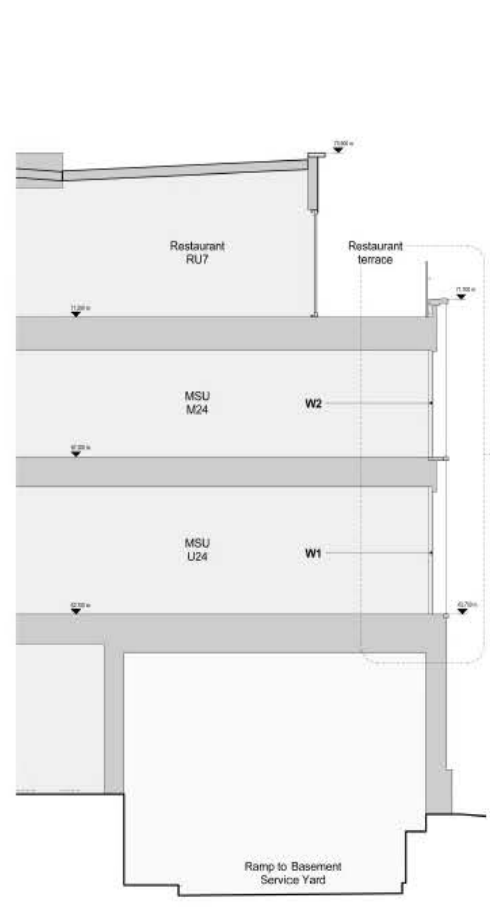 Restaurant
RU7
Restaurant
terrace
MSU
M24
W2
MSU
U24
W1
Ramp to Basement
Service Yard